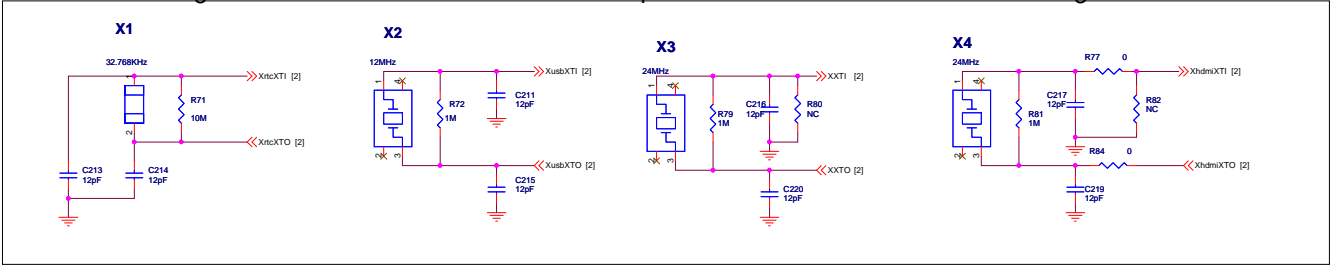 X1
32.768KHz
1
2
R71
10M
XrtcXTI [2]
XrtcXTO [2]
C213
12pF
C214
12pF
X2
12MHz
1
4
2
3
R72
1M
C211
12pF
C215
12pF
XusbXTI [2]
XusbXTO [2]
X3
24MHz
1
4
2
3
R79
1M
C216
12pF
R80
NC
C220
12pF
XXTI [2]
XXTO [2]
X4
24MHz
1
4
2
3
R81
1M
C217
12pF
R77 0
R82
NC
R84 0
C219
12pF
XhdmiXTI [2]
XhdmiXTO [2]